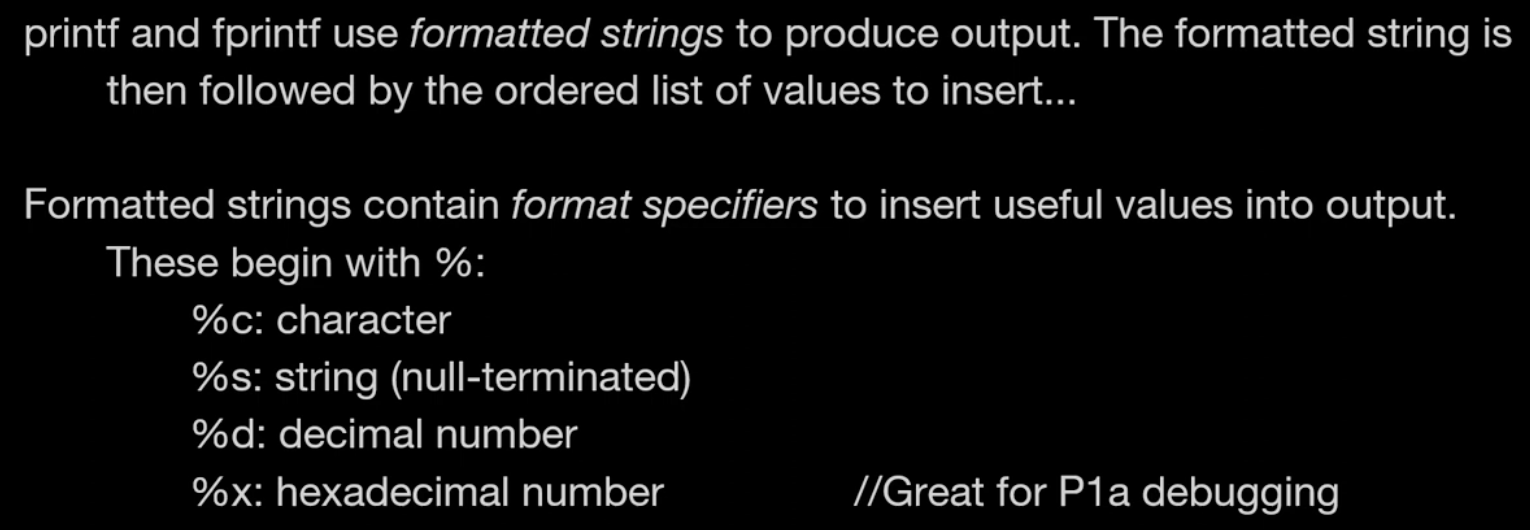 printf and fprintf use formatted strings to produce output. The formatted string is
then followed by the ordered list of values to insert...
Formatted strings contain format specifiers to insert useful values into output.
These begin with %:
%c: character
%s: string (null-terminated)
%d: decimal number
%x: hexadecimal number //Great for P1a debugging